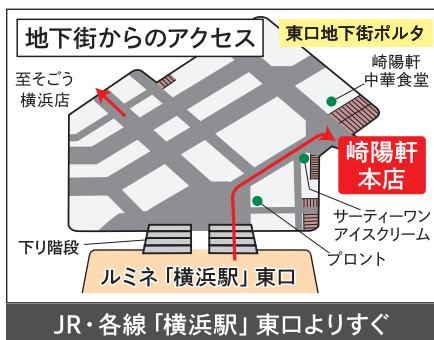 地下街からのアクセス
東口地下街ポルタ
至そごう
横浜店
崎陽軒
中華食堂
崎陽軒
本店
サーティーワン
アイスクリーム
プロント
下り階段
ルミネ「横浜駅」東口
JR・各線「横浜駅」東口よりすぐ